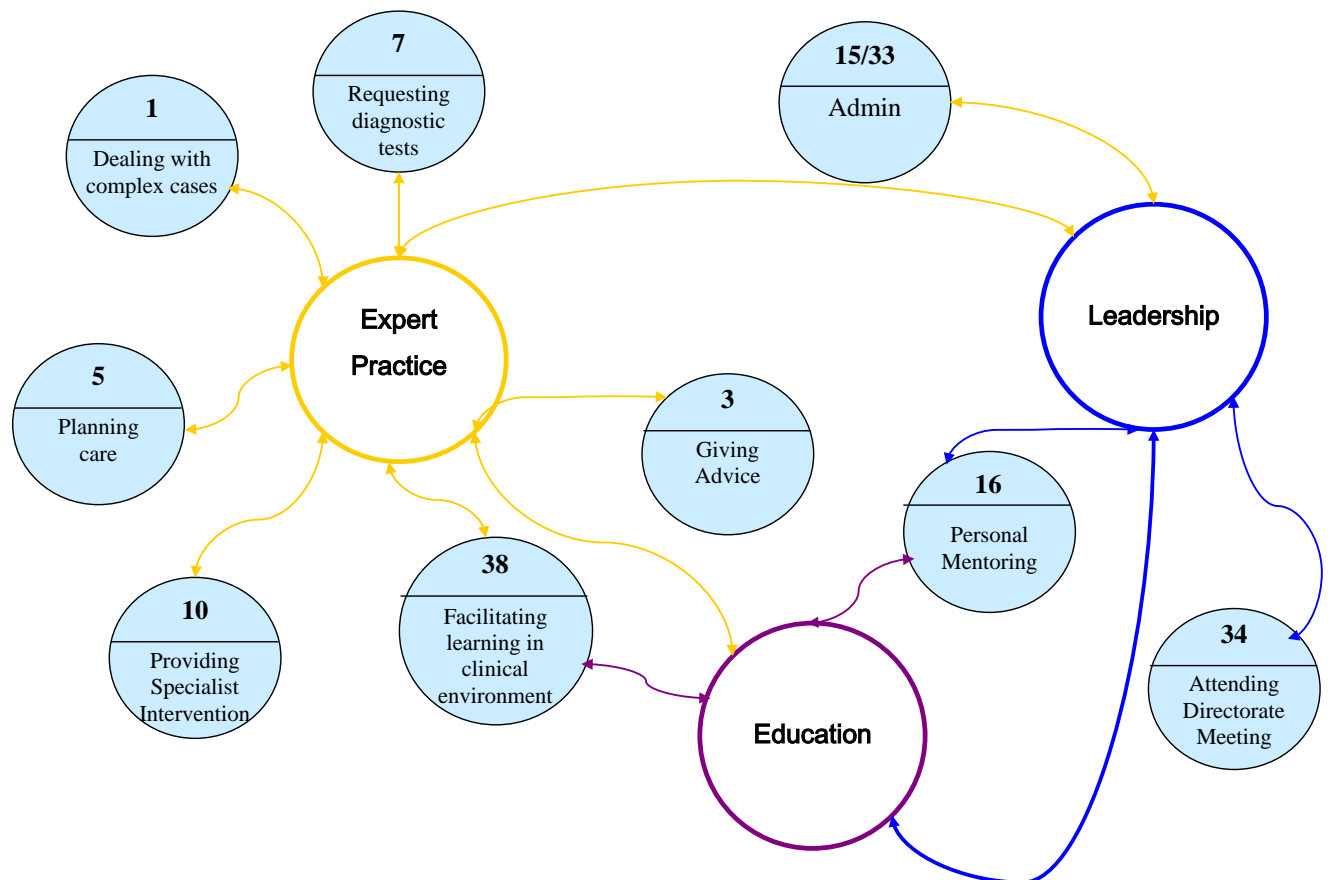 7
Requesting
diagnostic
tests
15/33
Admin
1
Dealing with
complex cases
Expert
Practice
Leadership
5
Planning
care
3
Giving
Advice
16
Personal
Mentoring
38
Facilitating
learning in
clinical
environment
10
Providing
Specialist
Intervention
34
Attending
Directorate
Meeting
Education